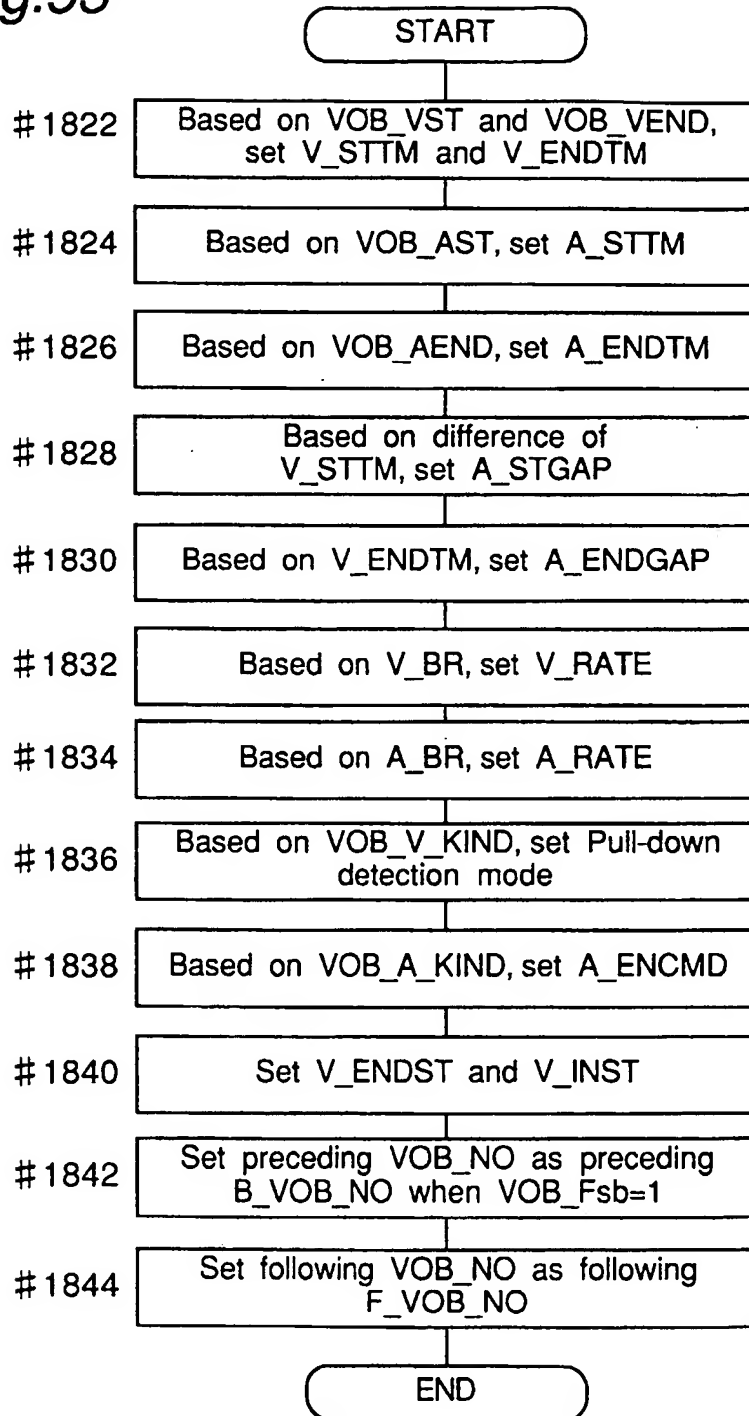 START
#1822
Based on VOB_VST and VOB_VEND,
set V_STTM and V_ENDTM
#1824
Based on VOB_AST, set A_STTM
#1826
Based on VOB_AEND, set A_ENDTM
#1828
Based on difference of
V_STTM, set A_STGAP
#1830
Based on V_ENDTM, set A_ENDGAP
#1832
Based on V_BR, set V_RATE
#1834
Based on A_BR, set A_RATE
#1836
Based on VOB_V_KIND, set Pull-down
detection mode
#1838
Based on VOB_A_KIND, set A_ENCMD
#1840
Set V_ENDST and V_INST
#1842
Set preceding VOB_NO as preceding
B_VOB_NO when VOB_Fsb=1
#1844
Set following VOB_NO as following
F_VOB_NO
END